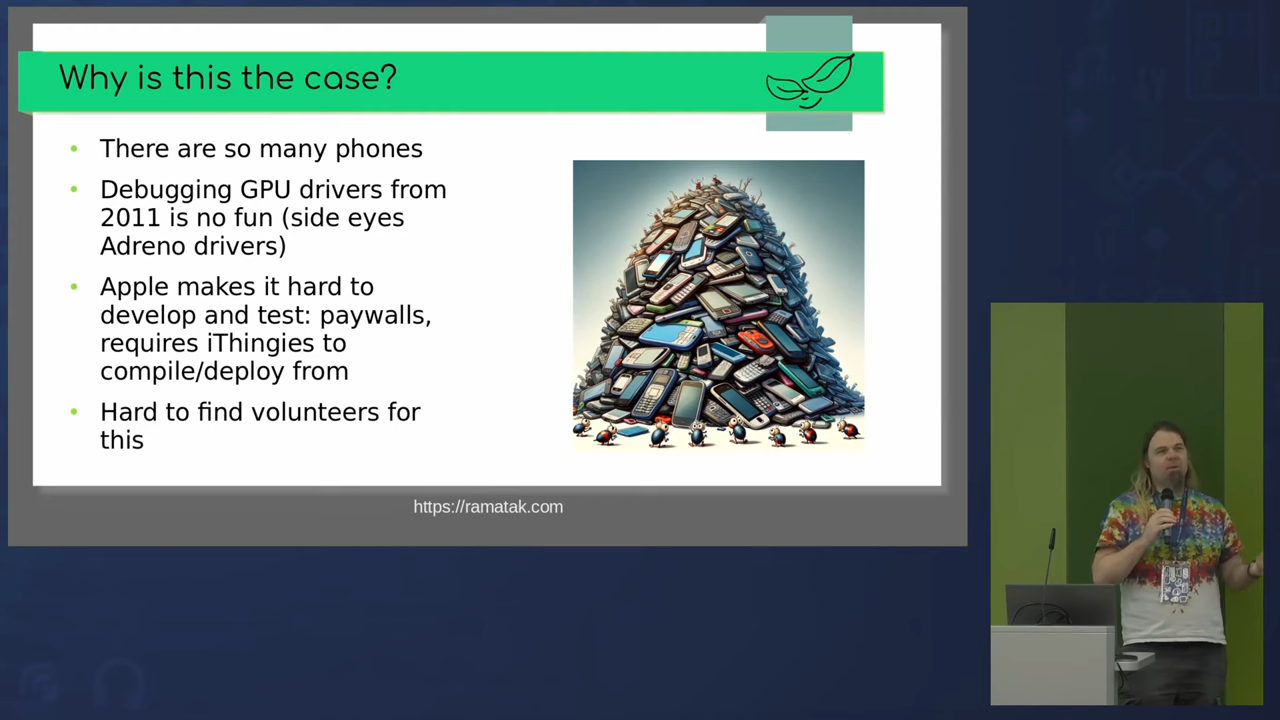 Why is this the case?
• There are so many phones
• Debugging GPU drivers from
2011 is no fun (side eyes
Adreno drivers)
• Apple makes it hard to
develop and test: paywalls,
requires iThingies to
compile/deploy from
• Hard to find volunteers for
this
https://ramatak.com